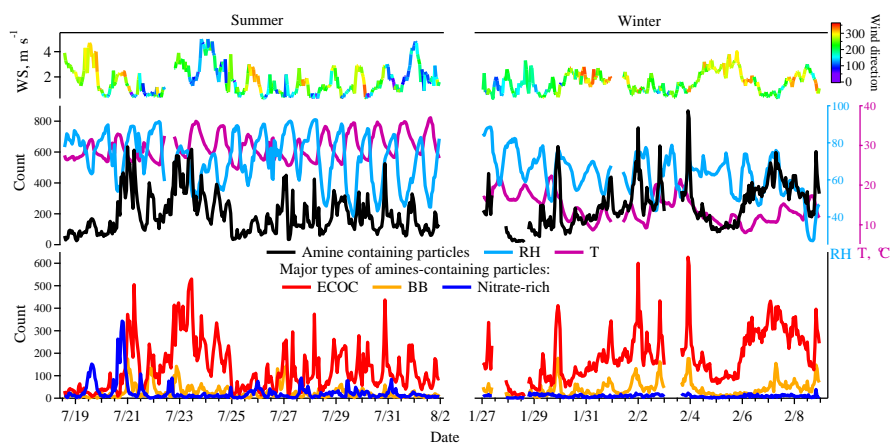 Summer Winter
WS, m s⁻¹
4
2
300
200
100
0
Wind direction
Count
800
600
400
200
0
100
80
60
40
40
30
20
10
RH T, °C
Amine containing particles RH T
Major types of amines-containing particles:
ECOC BB Nitrate-rich
Count
600
500
400
300
200
100
0
7/19 7/21 7/23 7/25 7/27 7/29 7/31 8/2 1/27 1/29 1/31 2/2 2/4 2/6 2/8
Date